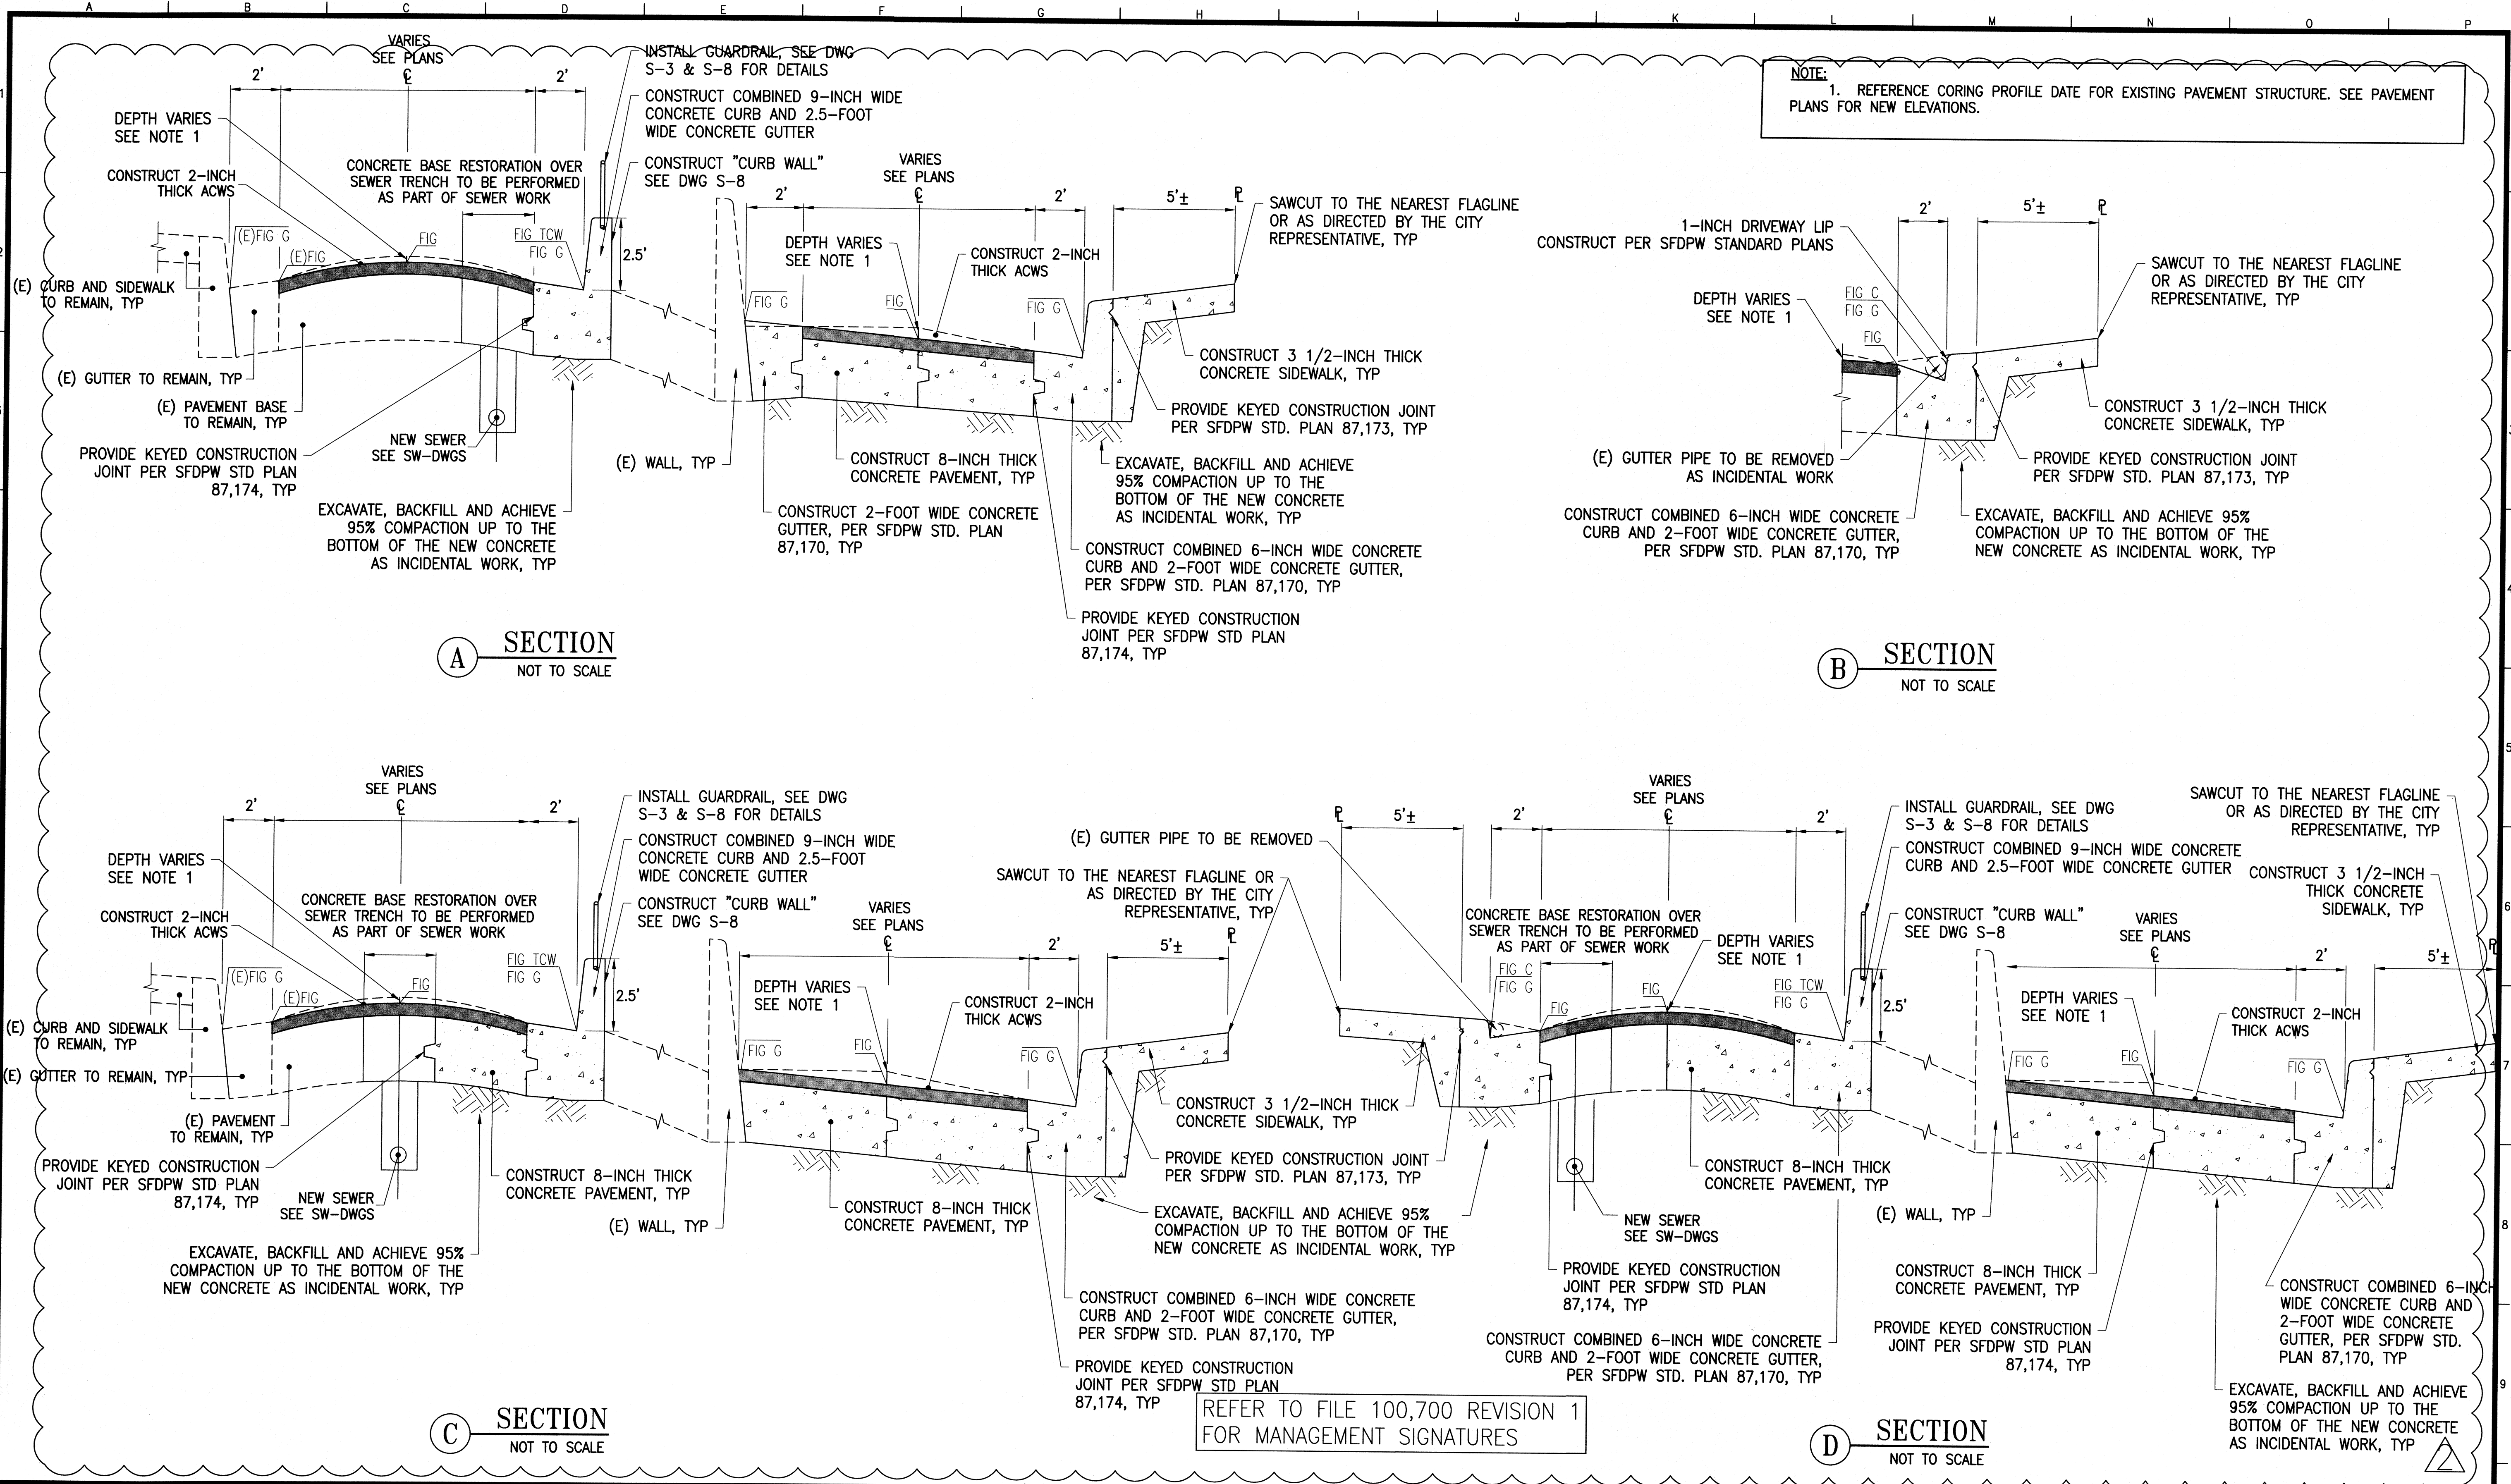 A B C D E F G H I J K L M N O P
1
2
3
4
5
6
7
8
9
1
2
NOTE:
1. REFERENCE CORING PROFILE DATE FOR EXISTING PAVEMENT STRUCTURE. SEE PAVEMENT
PLANS FOR NEW ELEVATIONS.
VARIES
SEE PLANS
℄
2'
2'
INSTALL GUARDRAIL, SEE DWG
S-3 & S-8 FOR DETAILS
CONSTRUCT COMBINED 9-INCH WIDE
CONCRETE CURB AND 2.5-FOOT
WIDE CONCRETE GUTTER
CONSTRUCT "CURB WALL"
SEE DWG S-8
DEPTH VARIES
SEE NOTE 1
CONSTRUCT 2-INCH
THICK ACWS
CONCRETE BASE RESTORATION OVER
SEWER TRENCH TO BE PERFORMED
AS PART OF SEWER WORK
(E)FIG G
(E)FIG
FIG
FIG TCW
FIG G
2.5'
(E) CURB AND SIDEWALK
TO REMAIN, TYP
(E) GUTTER TO REMAIN, TYP
(E) PAVEMENT BASE
TO REMAIN, TYP
NEW SEWER
SEE SW-DWGS
PROVIDE KEYED CONSTRUCTION
JOINT PER SFDPW STD PLAN
87,174, TYP
EXCAVATE, BACKFILL AND ACHIEVE
95% COMPACTION UP TO THE
BOTTOM OF THE NEW CONCRETE
AS INCIDENTAL WORK, TYP
VARIES
SEE PLANS
℄
2'
2'
5'±
PL
DEPTH VARIES
SEE NOTE 1
CONSTRUCT 2-INCH
THICK ACWS
SAWCUT TO THE NEAREST FLAGLINE
OR AS DIRECTED BY THE CITY
REPRESENTATIVE, TYP
FIG G
FIG
FIG G
CONSTRUCT 3 1/2-INCH THICK
CONCRETE SIDEWALK, TYP
PROVIDE KEYED CONSTRUCTION JOINT
PER SFDPW STD. PLAN 87,173, TYP
(E) WALL, TYP
CONSTRUCT 8-INCH THICK
CONCRETE PAVEMENT, TYP
EXCAVATE, BACKFILL AND ACHIEVE
95% COMPACTION UP TO THE
BOTTOM OF THE NEW CONCRETE
AS INCIDENTAL WORK, TYP
CONSTRUCT 2-FOOT WIDE CONCRETE
GUTTER, PER SFDPW STD. PLAN
87,170, TYP
CONSTRUCT COMBINED 6-INCH WIDE CONCRETE
CURB AND 2-FOOT WIDE CONCRETE GUTTER,
PER SFDPW STD. PLAN 87,170, TYP
PROVIDE KEYED CONSTRUCTION
JOINT PER SFDPW STD PLAN
87,174, TYP
A SECTION
NOT TO SCALE
2'
5'±
PL
1-INCH DRIVEWAY LIP
CONSTRUCT PER SFDPW STANDARD PLANS
SAWCUT TO THE NEAREST FLAGLINE
OR AS DIRECTED BY THE CITY
REPRESENTATIVE, TYP
DEPTH VARIES
SEE NOTE 1
FIG C
FIG G
FIG
CONSTRUCT 3 1/2-INCH THICK
CONCRETE SIDEWALK, TYP
(E) GUTTER PIPE TO BE REMOVED
AS INCIDENTAL WORK
PROVIDE KEYED CONSTRUCTION JOINT
PER SFDPW STD. PLAN 87,173, TYP
CONSTRUCT COMBINED 6-INCH WIDE CONCRETE
CURB AND 2-FOOT WIDE CONCRETE GUTTER,
PER SFDPW STD. PLAN 87,170, TYP
EXCAVATE, BACKFILL AND ACHIEVE 95%
COMPACTION UP TO THE BOTTOM OF THE
NEW CONCRETE AS INCIDENTAL WORK, TYP
B SECTION
NOT TO SCALE
VARIES
SEE PLANS
℄
2'
2'
INSTALL GUARDRAIL, SEE DWG
S-3 & S-8 FOR DETAILS
CONSTRUCT COMBINED 9-INCH WIDE
CONCRETE CURB AND 2.5-FOOT
WIDE CONCRETE GUTTER
CONSTRUCT "CURB WALL"
SEE DWG S-8
DEPTH VARIES
SEE NOTE 1
CONSTRUCT 2-INCH
THICK ACWS
CONCRETE BASE RESTORATION OVER
SEWER TRENCH TO BE PERFORMED
AS PART OF SEWER WORK
(E)FIG G
(E)FIG
FIG
FIG TCW
FIG G
2.5'
(E) CURB AND SIDEWALK
TO REMAIN, TYP
(E) GUTTER TO REMAIN, TYP
(E) PAVEMENT
TO REMAIN, TYP
PROVIDE KEYED CONSTRUCTION
JOINT PER SFDPW STD PLAN
87,174, TYP
NEW SEWER
SEE SW-DWGS
CONSTRUCT 8-INCH THICK
CONCRETE PAVEMENT, TYP
EXCAVATE, BACKFILL AND ACHIEVE 95%
COMPACTION UP TO THE BOTTOM OF THE
NEW CONCRETE AS INCIDENTAL WORK, TYP
VARIES
SEE PLANS
℄
2'
5'±
PL
DEPTH VARIES
SEE NOTE 1
CONSTRUCT 2-INCH
THICK ACWS
FIG G
FIG
FIG G
(E) WALL, TYP
CONSTRUCT 8-INCH THICK
CONCRETE PAVEMENT, TYP
CONSTRUCT COMBINED 6-INCH WIDE CONCRETE
CURB AND 2-FOOT WIDE CONCRETE GUTTER,
PER SFDPW STD. PLAN 87,170, TYP
PROVIDE KEYED CONSTRUCTION
JOINT PER SFDPW STD PLAN
87,174, TYP
C SECTION
NOT TO SCALE
(E) GUTTER PIPE TO BE REMOVED
SAWCUT TO THE NEAREST FLAGLINE OR
AS DIRECTED BY THE CITY
REPRESENTATIVE, TYP
CONSTRUCT 3 1/2-INCH THICK
CONCRETE SIDEWALK, TYP
PROVIDE KEYED CONSTRUCTION JOINT
PER SFDPW STD. PLAN 87,173, TYP
EXCAVATE, BACKFILL AND ACHIEVE 95%
COMPACTION UP TO THE BOTTOM OF THE
NEW CONCRETE AS INCIDENTAL WORK, TYP
PL
5'±
2'
VARIES
SEE PLANS
℄
2'
CONCRETE BASE RESTORATION OVER
SEWER TRENCH TO BE PERFORMED
AS PART OF SEWER WORK
DEPTH VARIES
SEE NOTE 1
FIG C
FIG G
FIG
FIG
FIG TCW
FIG G
2.5'
INSTALL GUARDRAIL, SEE DWG
S-3 & S-8 FOR DETAILS
CONSTRUCT COMBINED 9-INCH WIDE CONCRETE
CURB AND 2.5-FOOT WIDE CONCRETE GUTTER
CONSTRUCT "CURB WALL"
SEE DWG S-8
CONSTRUCT 8-INCH THICK
CONCRETE PAVEMENT, TYP
NEW SEWER
SEE SW-DWGS
PROVIDE KEYED CONSTRUCTION
JOINT PER SFDPW STD PLAN
87,174, TYP
CONSTRUCT COMBINED 6-INCH WIDE CONCRETE
CURB AND 2-FOOT WIDE CONCRETE GUTTER,
PER SFDPW STD. PLAN 87,170, TYP
SAWCUT TO THE NEAREST FLAGLINE
OR AS DIRECTED BY THE CITY
REPRESENTATIVE, TYP
CONSTRUCT 3 1/2-INCH
THICK CONCRETE
SIDEWALK, TYP
VARIES
SEE PLANS
℄
2'
5'±
PL
DEPTH VARIES
SEE NOTE 1
CONSTRUCT 2-INCH
THICK ACWS
FIG G
FIG
FIG G
(E) WALL, TYP
CONSTRUCT 8-INCH THICK
CONCRETE PAVEMENT, TYP
PROVIDE KEYED CONSTRUCTION
JOINT PER SFDPW STD PLAN
87,174, TYP
CONSTRUCT COMBINED 6-INCH
WIDE CONCRETE CURB AND
2-FOOT WIDE CONCRETE
GUTTER, PER SFDPW STD.
PLAN 87,170, TYP
EXCAVATE, BACKFILL AND ACHIEVE
95% COMPACTION UP TO THE
BOTTOM OF THE NEW CONCRETE
AS INCIDENTAL WORK, TYP
D SECTION
NOT TO SCALE
REFER TO FILE 100,700 REVISION 1
FOR MANAGEMENT SIGNATURES
2